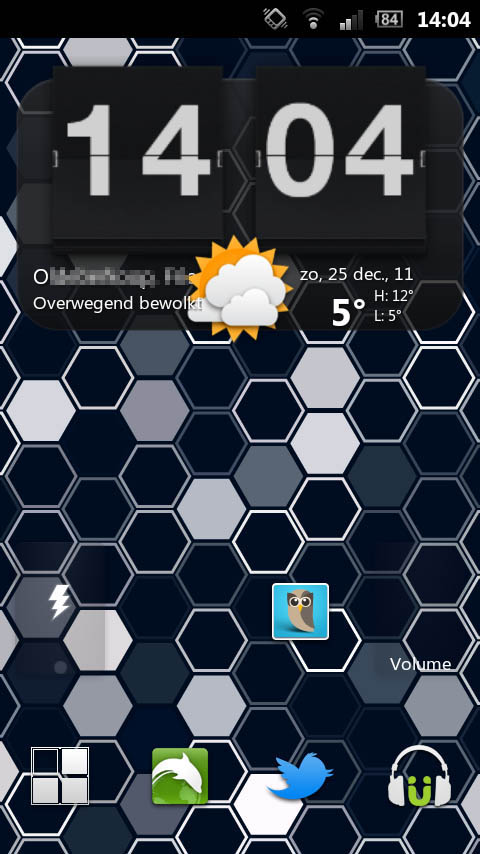 84 14:04
14 04
zo, 25 dec., 11
Overwegend bewolkt
5° H: 12°
L: 5°
Volume